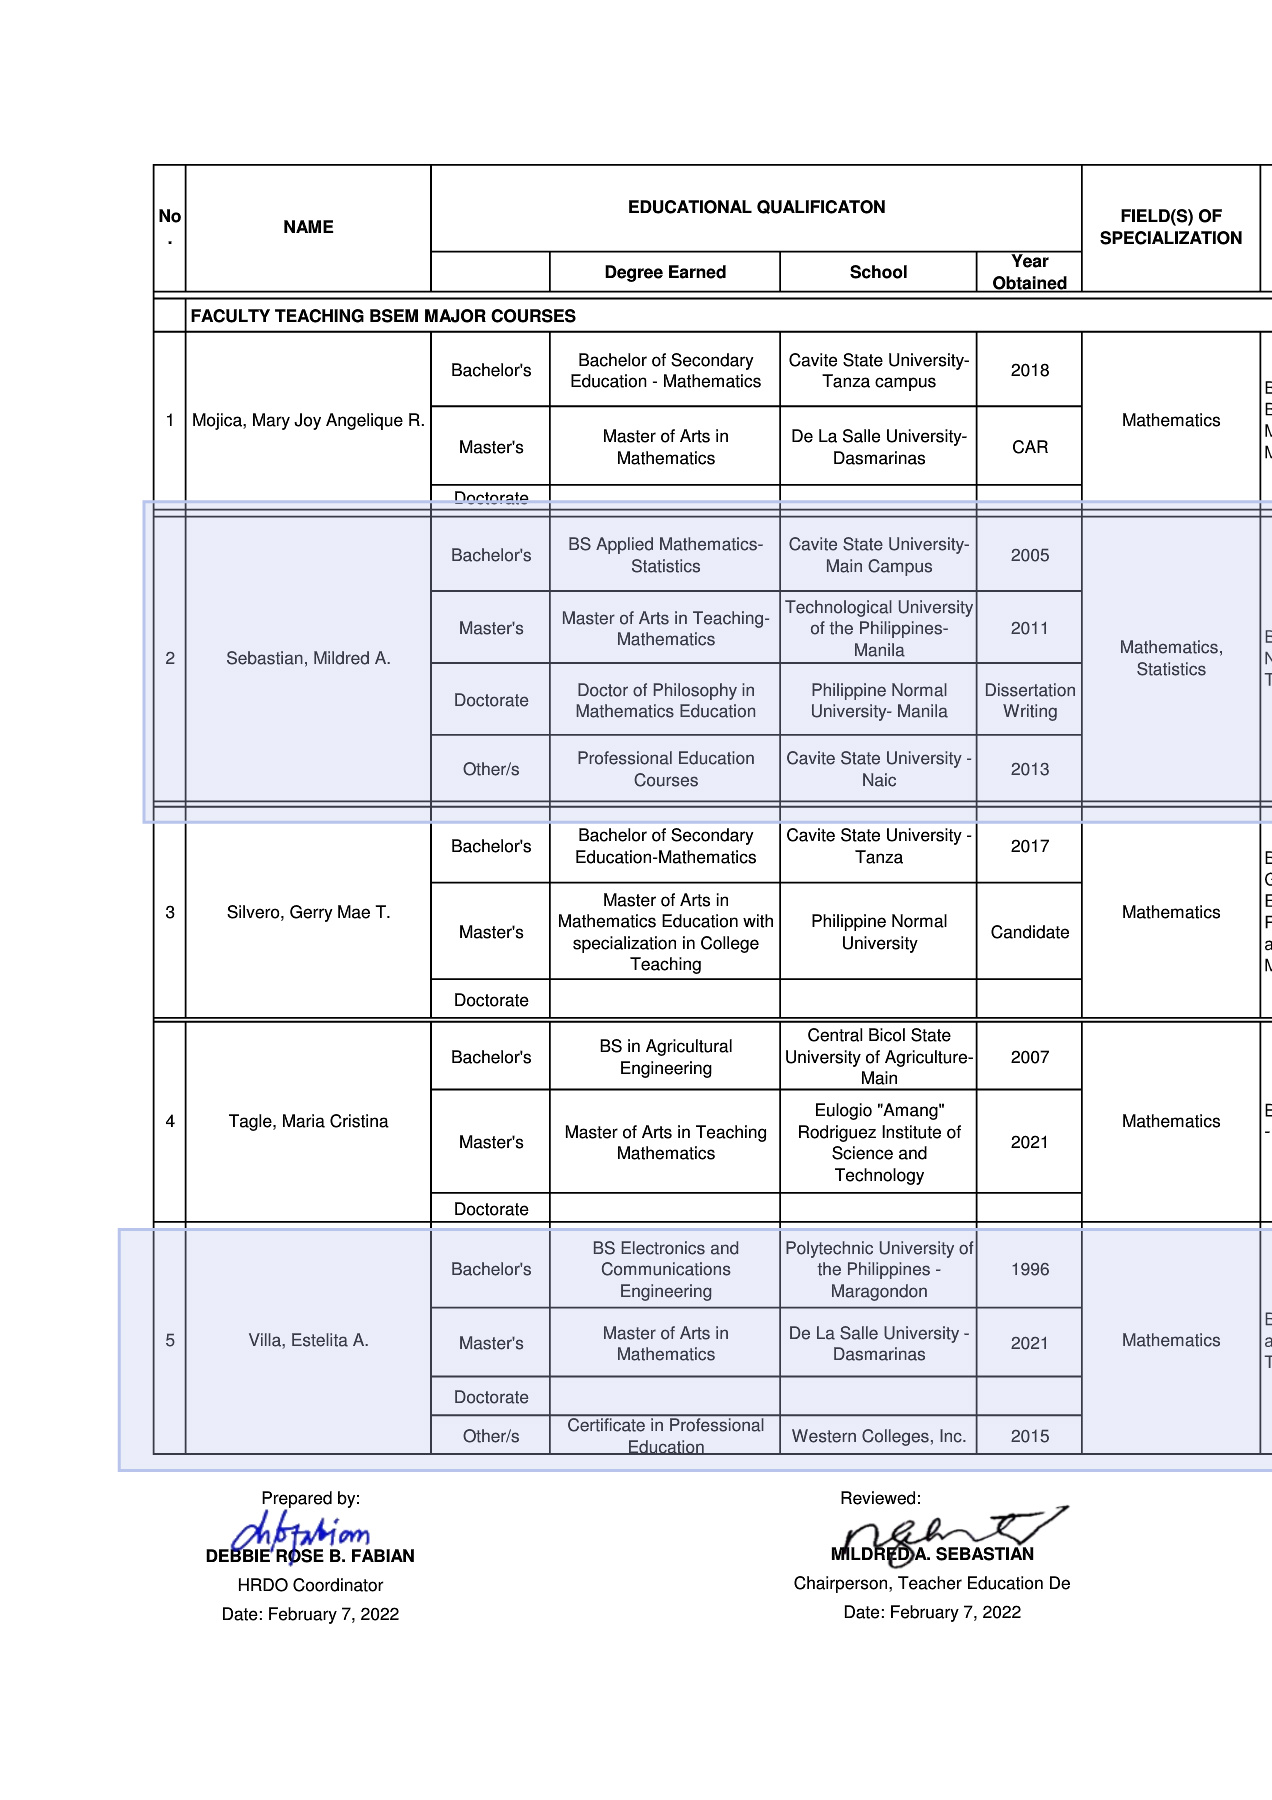 No
.
NAME
EDUCATIONAL QUALIFICATON
FIELD(S) OF
SPECIALIZATION
Degree Earned
School
Year
Obtained
FACULTY TEACHING BSEM MAJOR COURSES
1
Mojica, Mary Joy Angelique R.
Bachelor's
Bachelor of Secondary
Education - Mathematics
Cavite State University-
Tanza campus
2018
Master's
Master of Arts in
Mathematics
De La Salle University-
Dasmarinas
CAR
Doctorate
Mathematics
2
Sebastian, Mildred A.
Bachelor's
BS Applied Mathematics-
Statistics
Cavite State University-
Main Campus
2005
Master's
Master of Arts in Teaching-
Mathematics
Technological University
of the Philippines-
Manila
2011
Doctorate
Doctor of Philosophy in
Mathematics Education
Philippine Normal
University- Manila
Dissertation
Writing
Other/s
Professional Education
Courses
Cavite State University -
Naic
2013
Mathematics,
Statistics
3
Silvero, Gerry Mae T.
Bachelor's
Bachelor of Secondary
Education-Mathematics
Cavite State University -
Tanza
2017
Master's
Master of Arts in
Mathematics Education with
specialization in College
Teaching
Philippine Normal
University
Candidate
Doctorate
Mathematics
4
Tagle, Maria Cristina
Bachelor's
BS in Agricultural
Engineering
Central Bicol State
University of Agriculture-
Main
2007
Master's
Master of Arts in Teaching
Mathematics
Eulogio "Amang"
Rodriguez Institute of
Science and
Technology
2021
Doctorate
Mathematics
5
Villa, Estelita A.
Bachelor's
BS Electronics and
Communications
Engineering
Polytechnic University of
the Philippines -
Maragondon
1996
Master's
Master of Arts in
Mathematics
De La Salle University -
Dasmarinas
2021
Doctorate
Other/s
Certificate in Professional
Education
Western Colleges, Inc.
2015
Mathematics
Prepared by:
DEBBIE ROSE B. FABIAN
HRDO Coordinator
Date: February 7, 2022
Reviewed:
MILDRED A. SEBASTIAN
Chairperson, Teacher Education De
Date: February 7, 2022